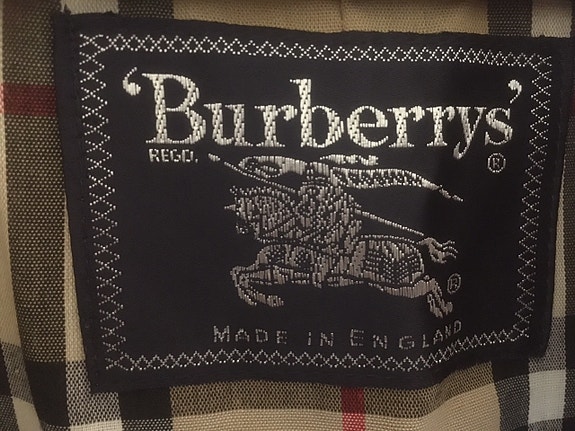 'Burberrys'
REGD. ®
®
MADE IN ENGLAND